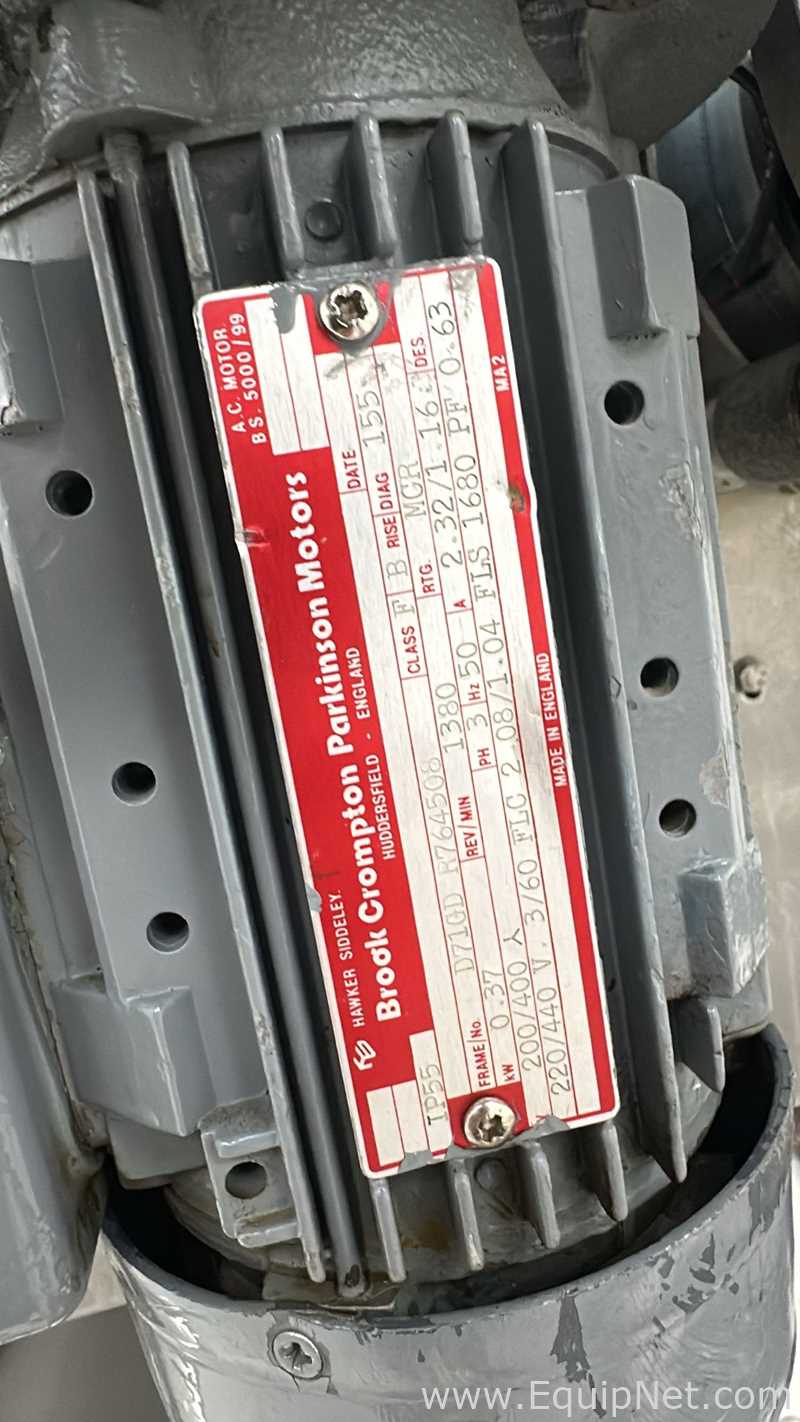 A.C. MOTOR
BS. 5000/99
HAWKER SIDDELEY.
Brook Crompton Parkinson Motors
HUDDERSFIELD - ENGLAND
DATE
IP55 CLASS F B RISE DIAG 155
FRAME/No. D71GD R764508 RTG. MCR
kW 0.37 REV/MIN 1380 A 2.32/1.16 DES
200/400 PH 3 Hz 50
V 220/440 V. 3/60 FLC 2.08/1.04 FLS 1680 PF 0.63
MADE IN ENGLAND
MA2
www.EquipNet.com